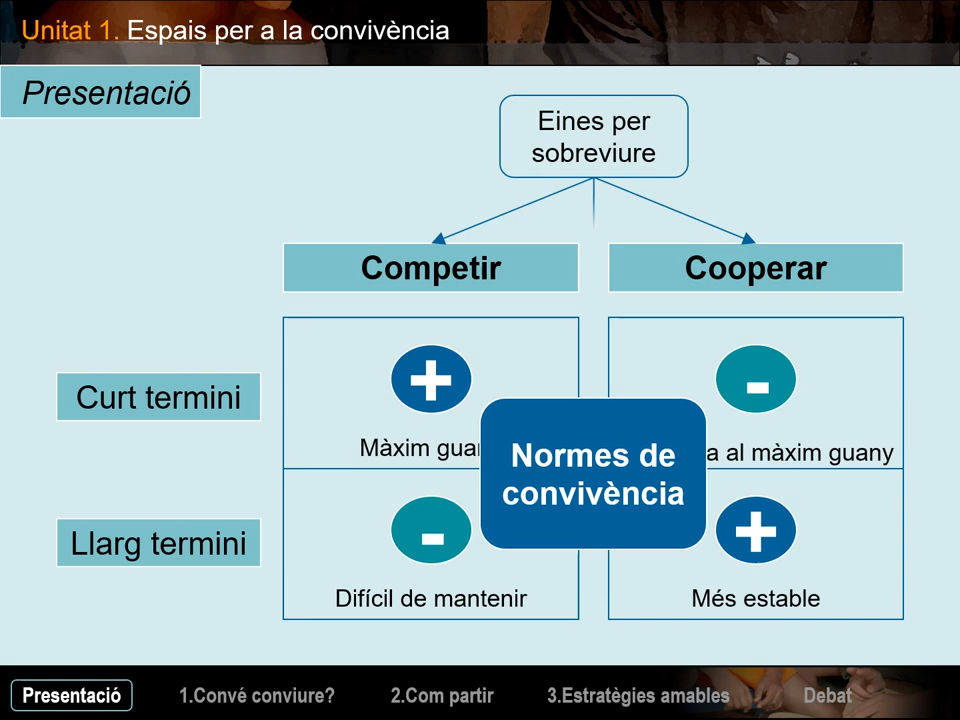 Unitat 1. Espais per a la convivència
Presentació
Eines per
sobreviure
Competir
Cooperar
Curt termini
+
-
Màxim
a al màxim guany
Normes de
convivència
Llarg termini
-
+
Difícil de mantenir
Més estable
Presentació
1.Convé conviure?
2.Com partir
3.Estratègies amables
Debat